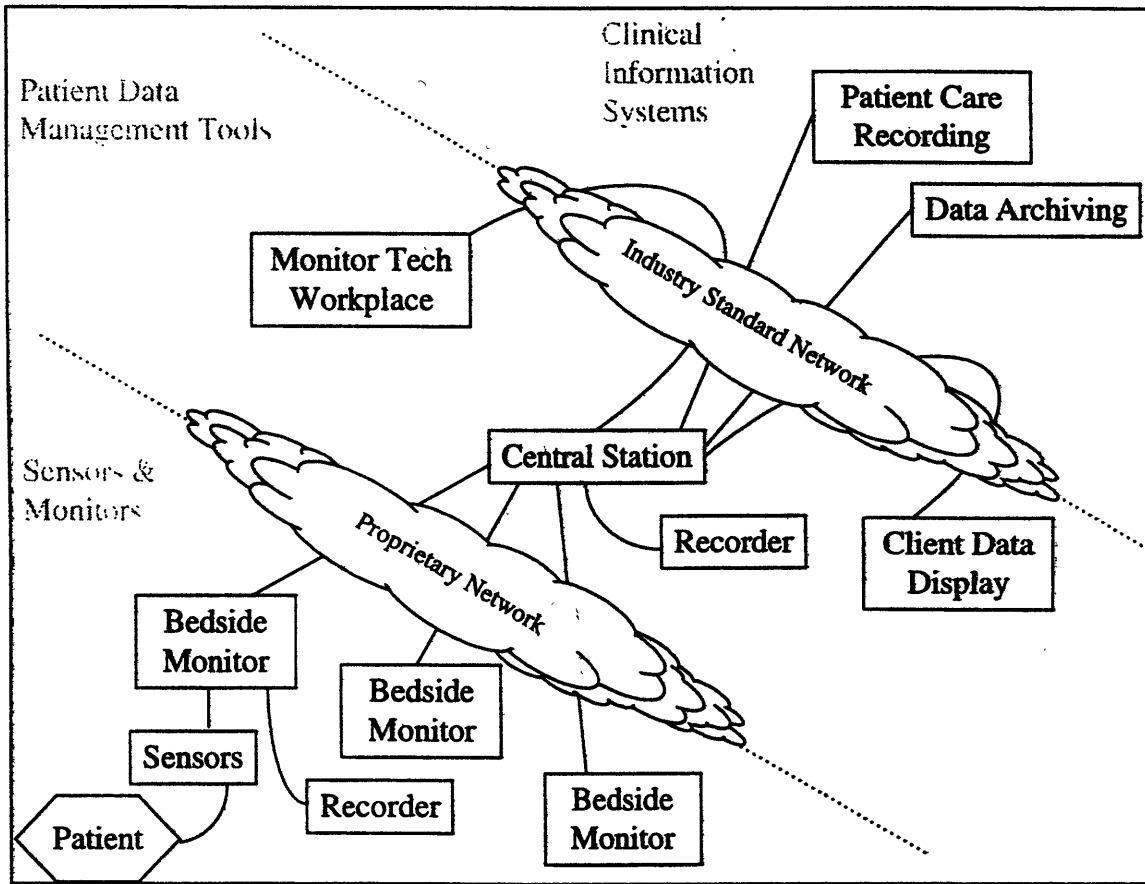 Clinical
Information
Systems
Patient Data
Management Tools
Patient Care
Recording
Data Archiving
Monitor Tech
Workplace
Industry Standard Network
Central Station
Sensors &
Monitors
Recorder
Client Data
Display
Proprietary Network
Bedside
Monitor
Bedside
Monitor
Sensors
Recorder
Bedside
Monitor
Patient